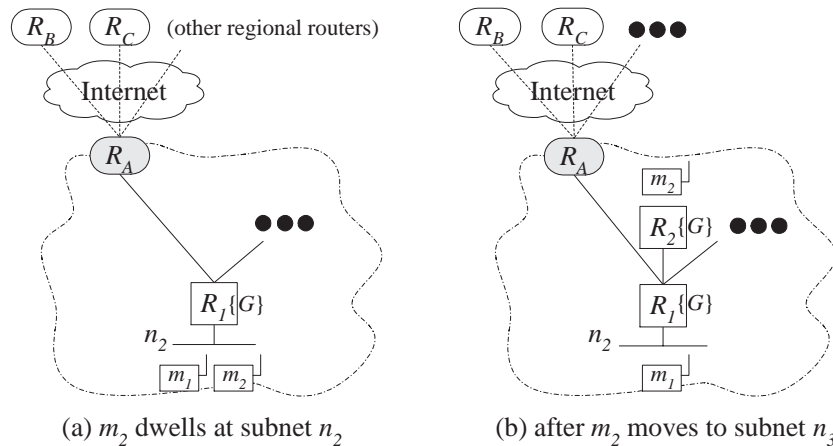 R_B R_C (other regional routers)
Internet
R_A
R_1{G}
n_2
m_1 m_2
(a) m_2 dwells at subnet n_2
R_B R_C
Internet
R_A
m_2
R_2{G}
R_1{G}
n_2
m_1
(b) after m_2 moves to subnet n_3